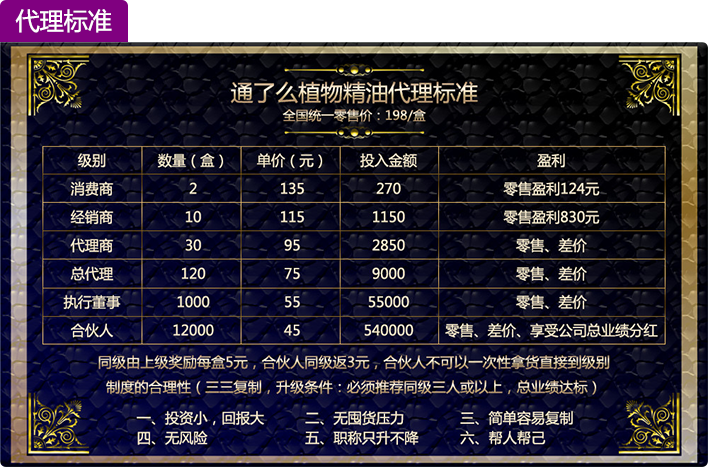 代理标准
通了么植物精油代理标准
全国统一零售价：198/盒
级别 数量（盒） 单价（元） 投入金额 盈利
消费商 2 135 270 零售盈利124元
经销商 10 115 1150 零售盈利830元
代理商 30 95 2850 零售、差价
总代理 120 75 9000 零售、差价
执行董事 1000 55 55000 零售、差价
合伙人 12000 45 540000 零售、差价、享受公司总业绩分红
同级由上级奖励每盒5元，合伙人同级返3元，合伙人不可以一次性拿货直接到级别
制度的合理性（三三复制，升级条件：必须推荐同级三人或以上，总业绩达标）
一、投资小，回报大 二、无囤货压力 三、简单容易复制
四、无风险 五、职称只升不降 六、帮人帮己